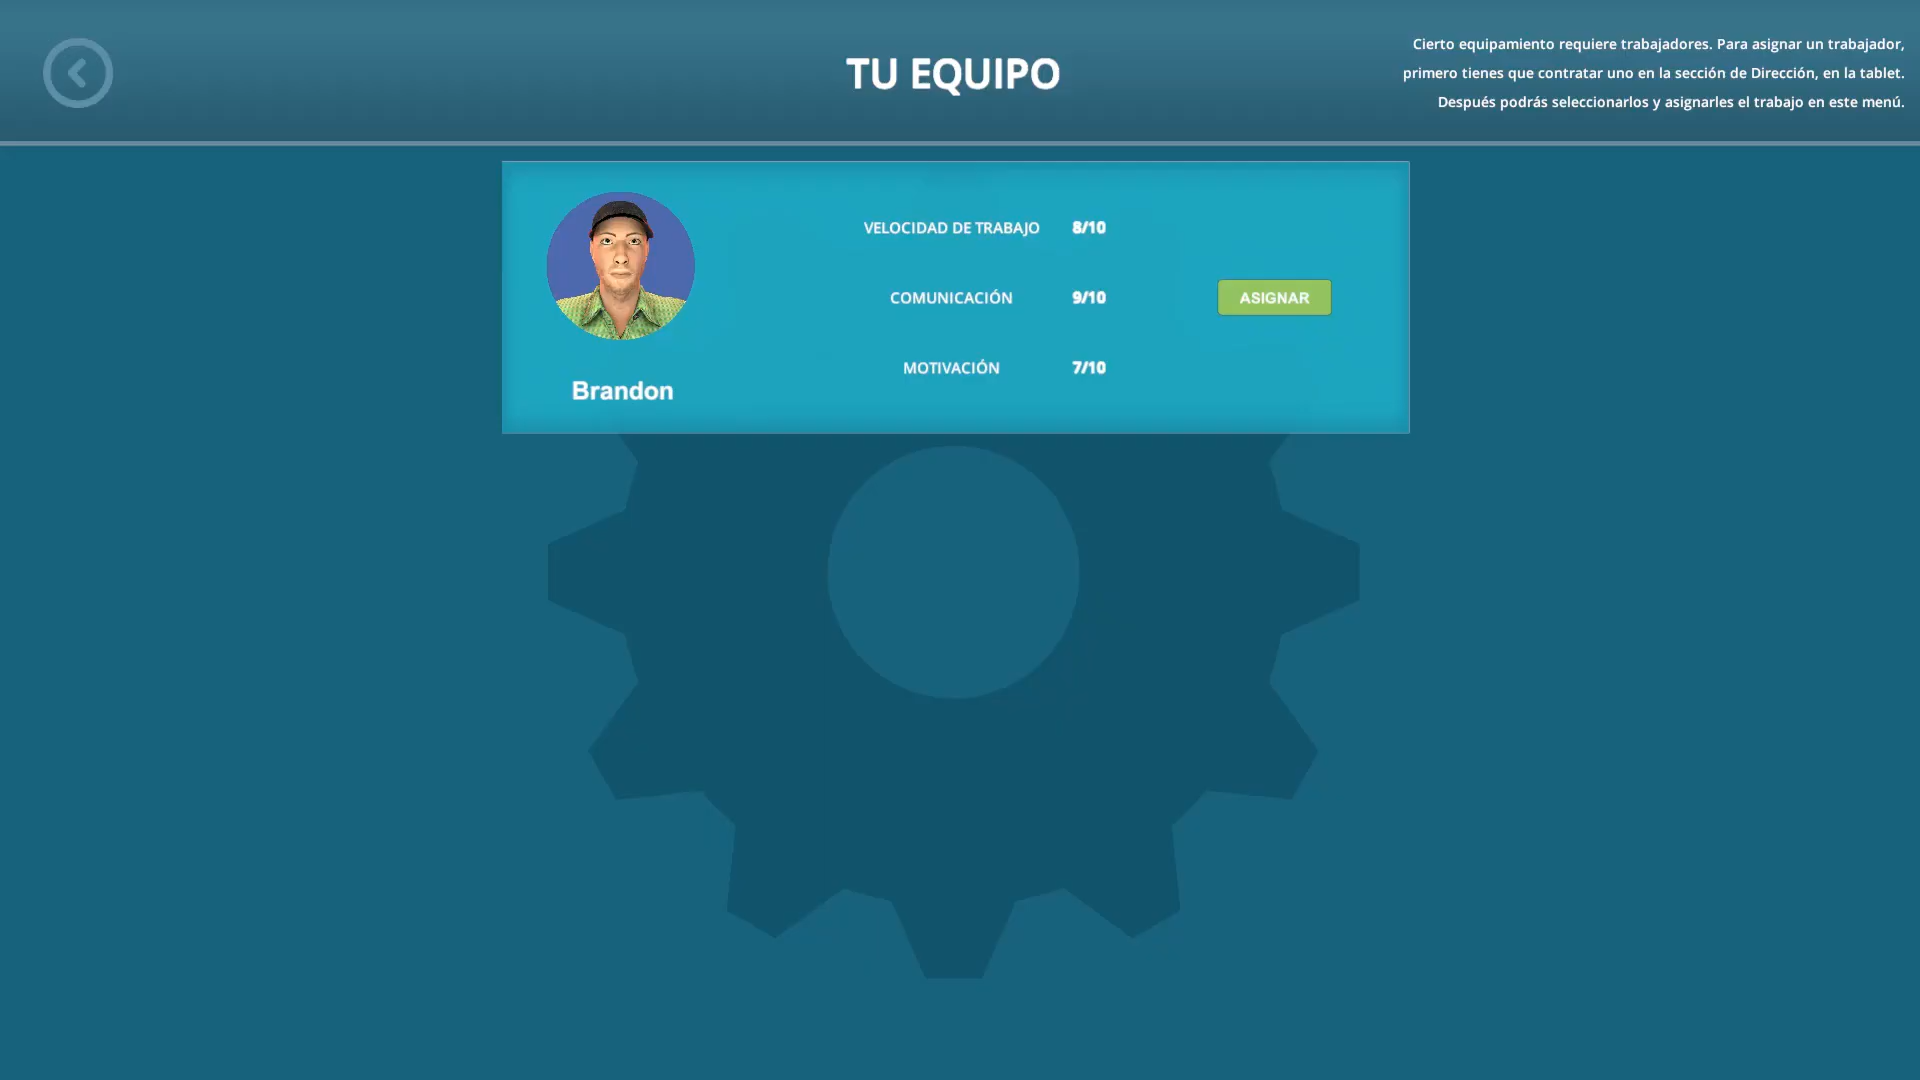 TU EQUIPO
Cierto equipamiento requiere trabajadores. Para asignar un trabajador,
primero tienes que contratar uno en la sección de Dirección, en la tablet.
Después podrás seleccionarlos y asignarles el trabajo en este menú.
VELOCIDAD DE TRABAJO 8/10
COMUNICACIÓN 9/10
ASIGNAR
MOTIVACIÓN 7/10
Brandon